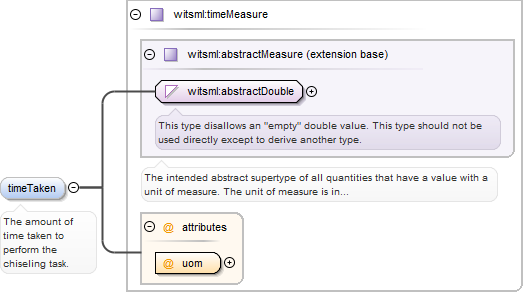 witsml:timeMeasure
witsml:abstractMeasure (extension base)
witsml:abstractDouble
This type disallows an "empty" double value. This type should not be
used directly except to derive another type.
The intended abstract supertype of all quantities that have a value with a
unit of measure. The unit of measure is in...
timeTaken
The amount of
time taken to
perform the
chiseling task.
@ attributes
@ uom